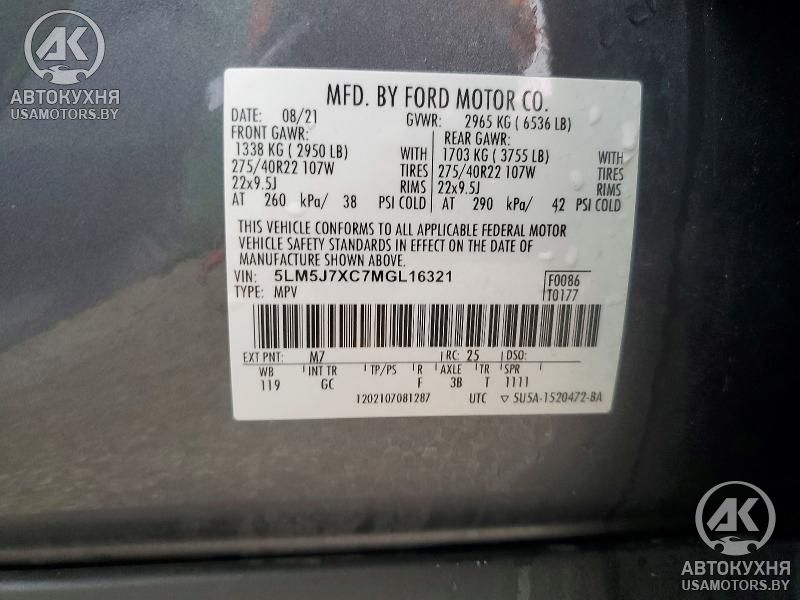 АК
АВТОКУХНЯ
USAMOTORS.BY
MFD. BY FORD MOTOR CO.
DATE: 08/21 GVWR: 2965 KG ( 6536 LB)
FRONT GAWR: REAR GAWR:
1338 KG ( 2950 LB) WITH 1703 KG ( 3755 LB) WITH
275/40R22 107W TIRES 275/40R22 107W TIRES
22x9.5J RIMS 22x9.5J RIMS
AT 260 kPa/ 38 PSI COLD AT 290 kPa/ 42 PSI COLD
THIS VEHICLE CONFORMS TO ALL APPLICABLE FEDERAL MOTOR
VEHICLE SAFETY STANDARDS IN EFFECT ON THE DATE OF
MANUFACTURE SHOWN ABOVE.
VIN: 5LM5J7XC7MGL16321 F0086
TYPE: MPV T0177
EXT PNT: M7 RC: 25 DSO:
WB INT TR TP/PS R AXLE TR SPR
119 GC F 3B T 1111
1202107081287 UTC ▽ 5U5A-1520472-BA
АК
АВТОКУХНЯ
USAMOTORS.BY